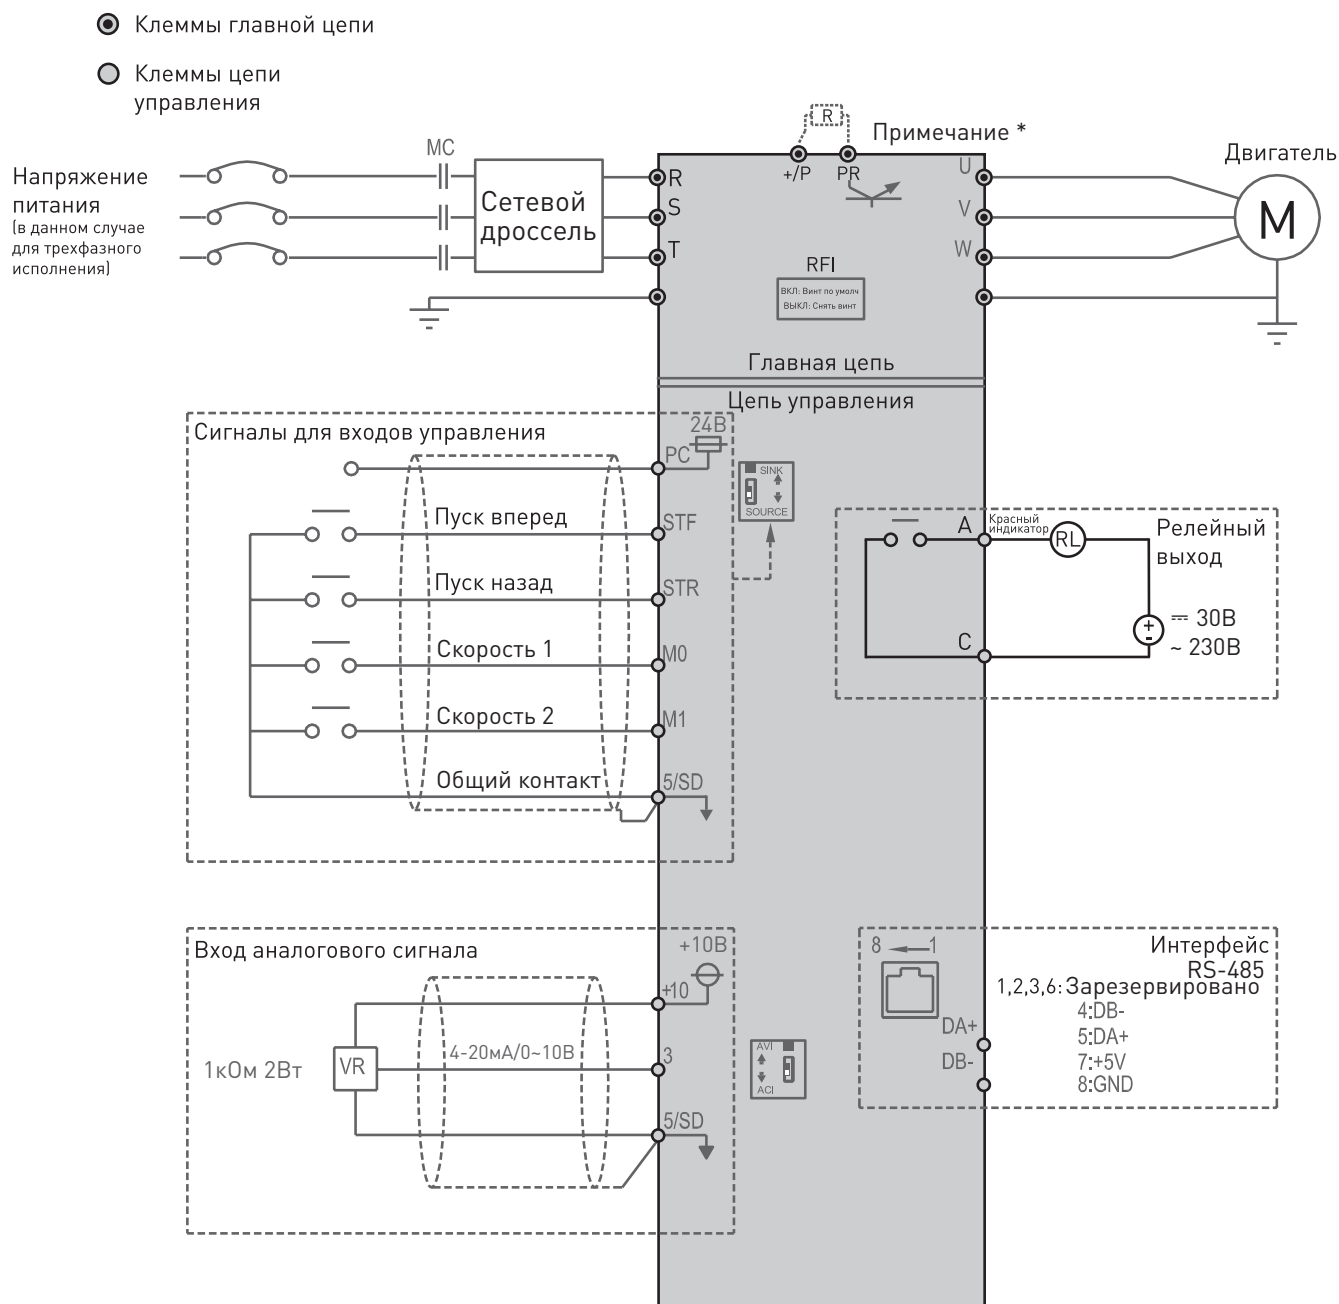 Клеммы главной цепи
Клеммы цепи
управления
R
Примечание *
MC
+/P
PR
U
Двигатель
Напряжение
питания
(в данном случае
для трехфазного
исполнения)
Сетевой
дроссель
R
S
T
V
W
M
RFI
ВКЛ: Винт по умолч
ВЫКЛ: Снять винт
Главная цепь
Цепь управления
Сигналы для входов управления
24В
PC
SINK
SOURCE
Пуск вперед
STF
Пуск назад
STR
Скорость 1
M0
Скорость 2
M1
Общий контакт
5/SD
A
Красный
индикатор
RL
Релейный
выход
C
+
-
⎓ 30В
~ 230В
Вход аналогового сигнала
+10В
+10
4-20мА/0~10В
3
1кОм 2Вт
VR
AVI
ACI
5/SD
8
1
Интерфейс
RS-485
1,2,3,6: Зарезервировано
4:DB-
5:DA+
7:+5V
8:GND
DA+
DB-